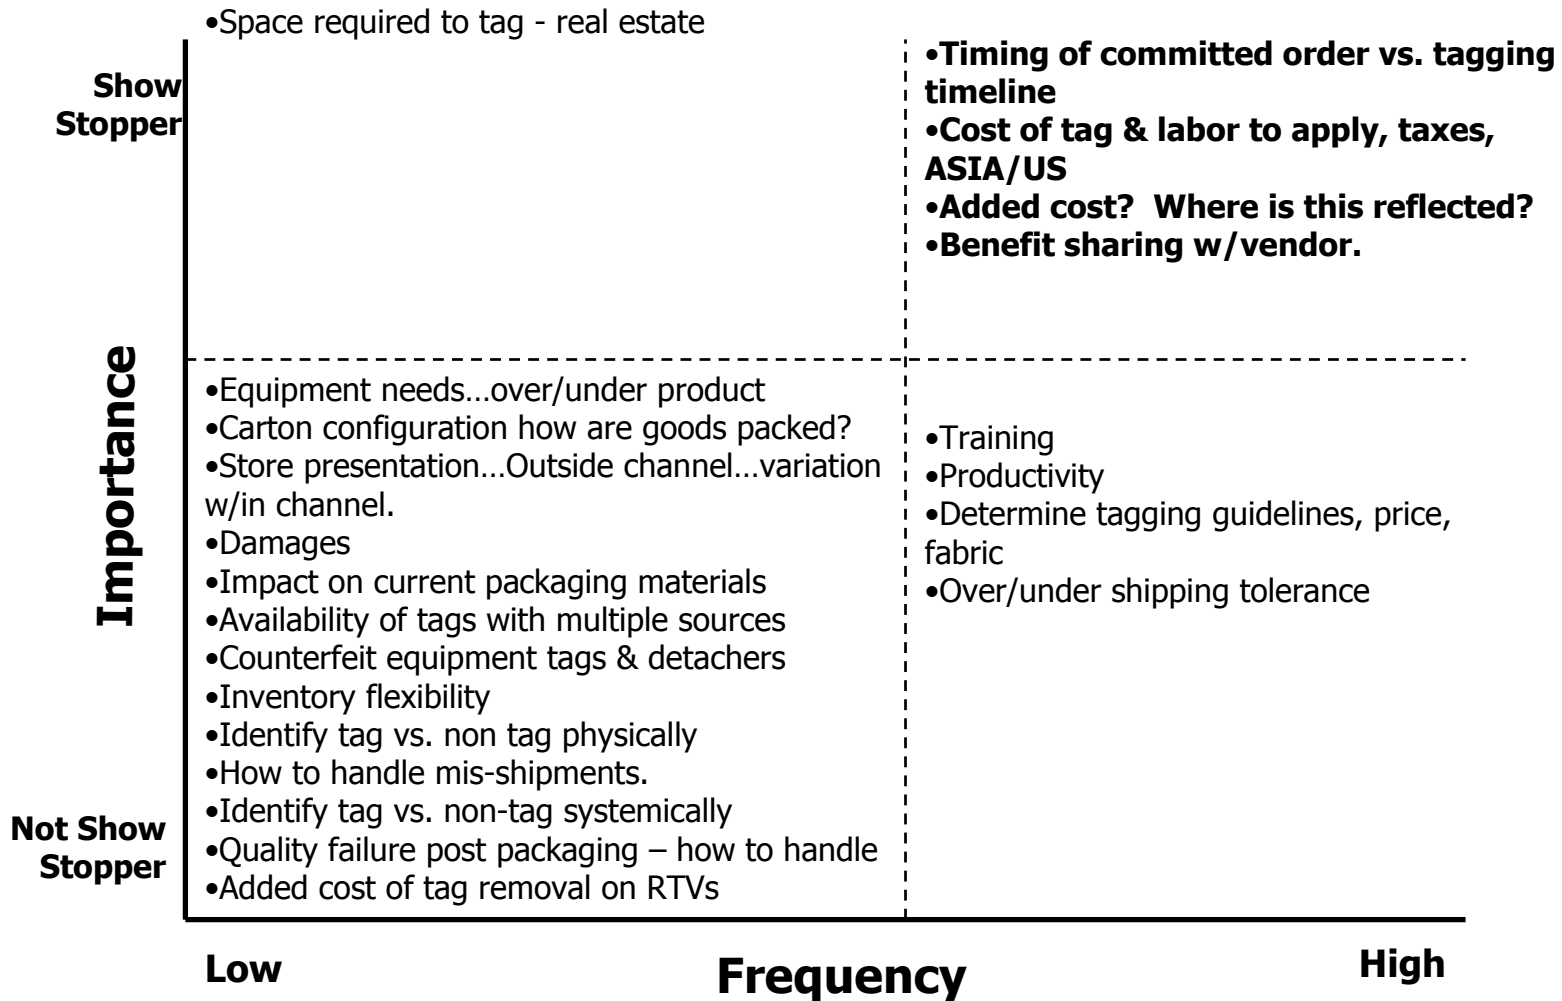 •Space required to tag - real estate
Show
Stopper
•Timing of committed order vs. tagging
timeline
•Cost of tag & labor to apply, taxes,
ASIA/US
•Added cost?  Where is this reflected?
•Benefit sharing w/vendor.
Importance
•Equipment needs…over/under product
•Carton configuration how are goods packed?
•Store presentation…Outside channel…variation
w/in channel.
•Damages
•Impact on current packaging materials
•Availability of tags with multiple sources
•Counterfeit equipment tags & detachers
•Inventory flexibility
•Identify tag vs. non tag physically
•How to handle mis-shipments.
•Identify tag vs. non-tag systemically
•Quality failure post packaging – how to handle
•Added cost of tag removal on RTVs
•Training
•Productivity
•Determine tagging guidelines, price,
fabric
•Over/under shipping tolerance
Not Show
Stopper
Low
Frequency
High